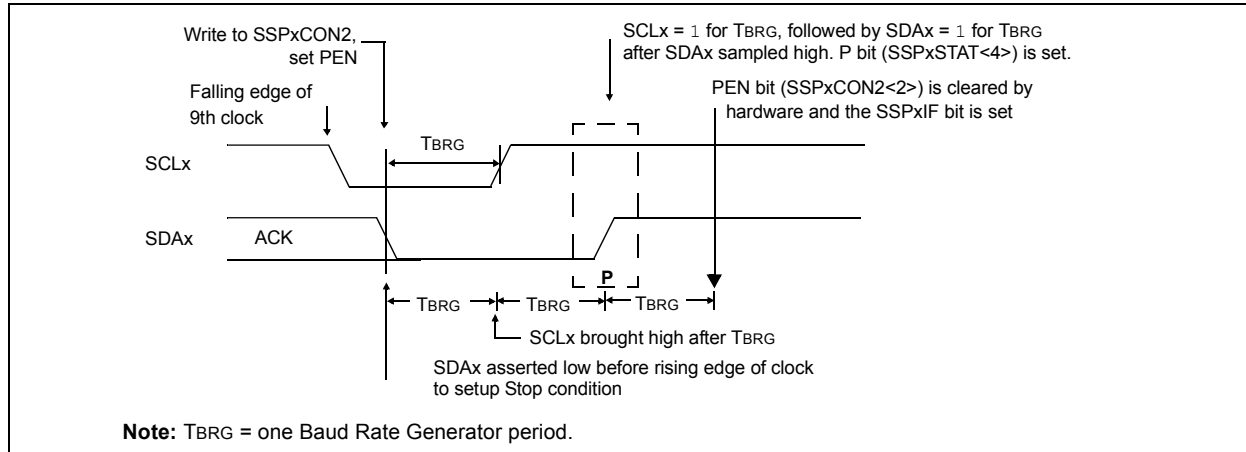 Write to SSPxCON2,
set PEN
SCLx = 1 for TBRG, followed by SDAx = 1 for TBRG
after SDAx sampled high. P bit (SSPxSTAT<4>) is set.
Falling edge of
9th clock
PEN bit (SSPxCON2<2>) is cleared by
hardware and the SSPxIF bit is set
TBRG
SCLx
SDAx
ACK
P
TBRG
TBRG
TBRG
SCLx brought high after TBRG
SDAx asserted low before rising edge of clock
to setup Stop condition
Note: TBRG = one Baud Rate Generator period.